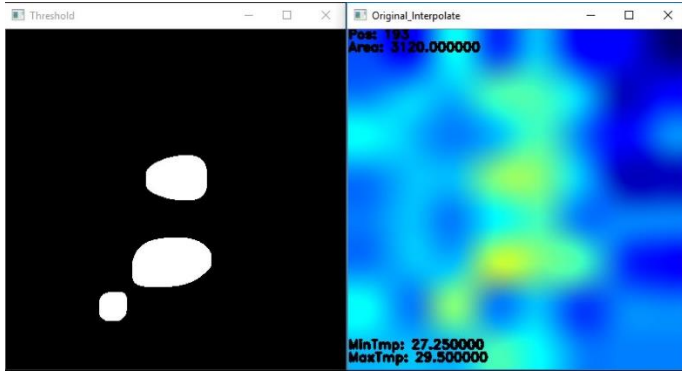 Threshold
Original_Interpolate
Pos: 193
Area: 3120.000000
MinTmp: 27.250000
MaxTmp: 29.500000